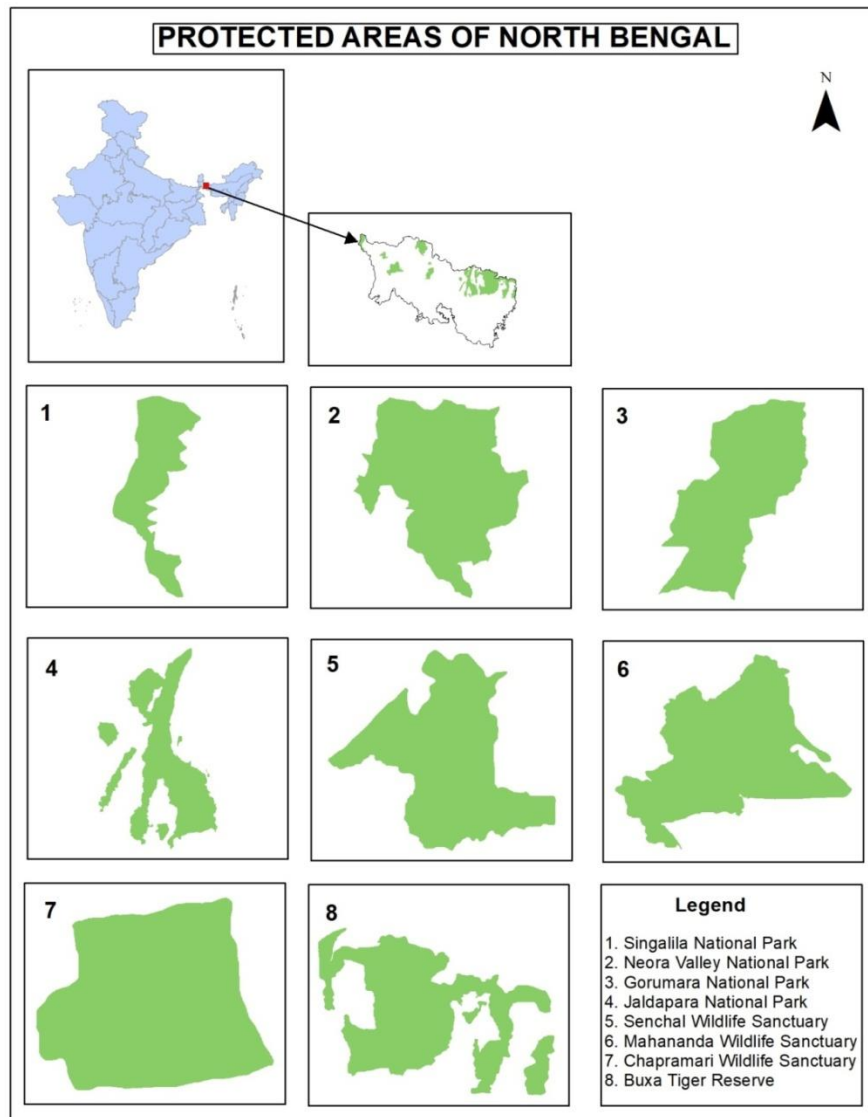 PROTECTED AREAS OF NORTH BENGAL
N
1
2
3
4
5
6
7
8
Legend
1. Singalila National Park
2. Neora Valley National Park
3. Gorumara National Park
4. Jaldapara National Park
5. Senchal Wildlife Sanctuary
6. Mahananda Wildlife Sanctuary
7. Chapramari Wildlife Sanctuary
8. Buxa Tiger Reserve